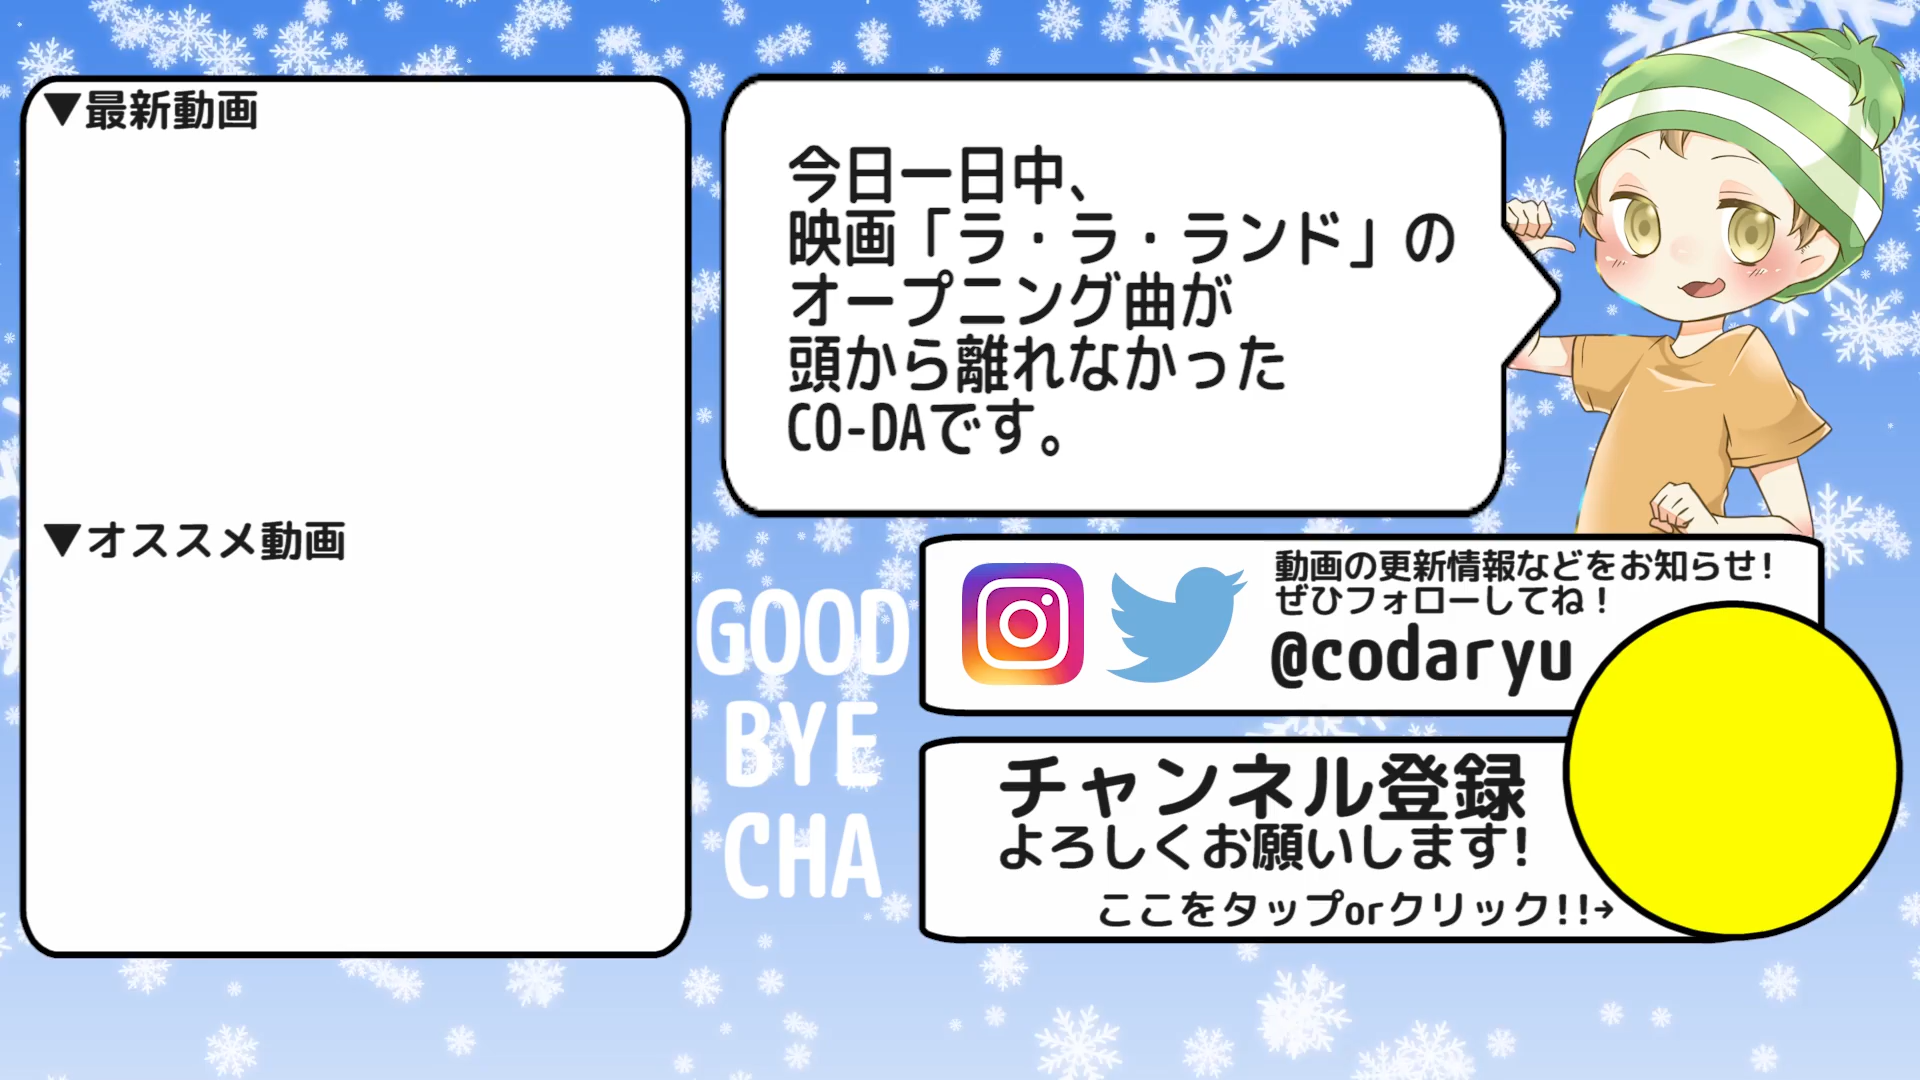 ▼最新動画
▼オススメ動画
今日一日中、
映画「ラ・ラ・ランド」の
オープニング曲が
頭から離れなかった
CO-DAです。
GOOD
BYE
CHA
動画の更新情報などをお知らせ!
ぜひフォローしてね!
@codaryu
チャンネル登録
よろしくお願いします!
ここをタップorクリック!!→